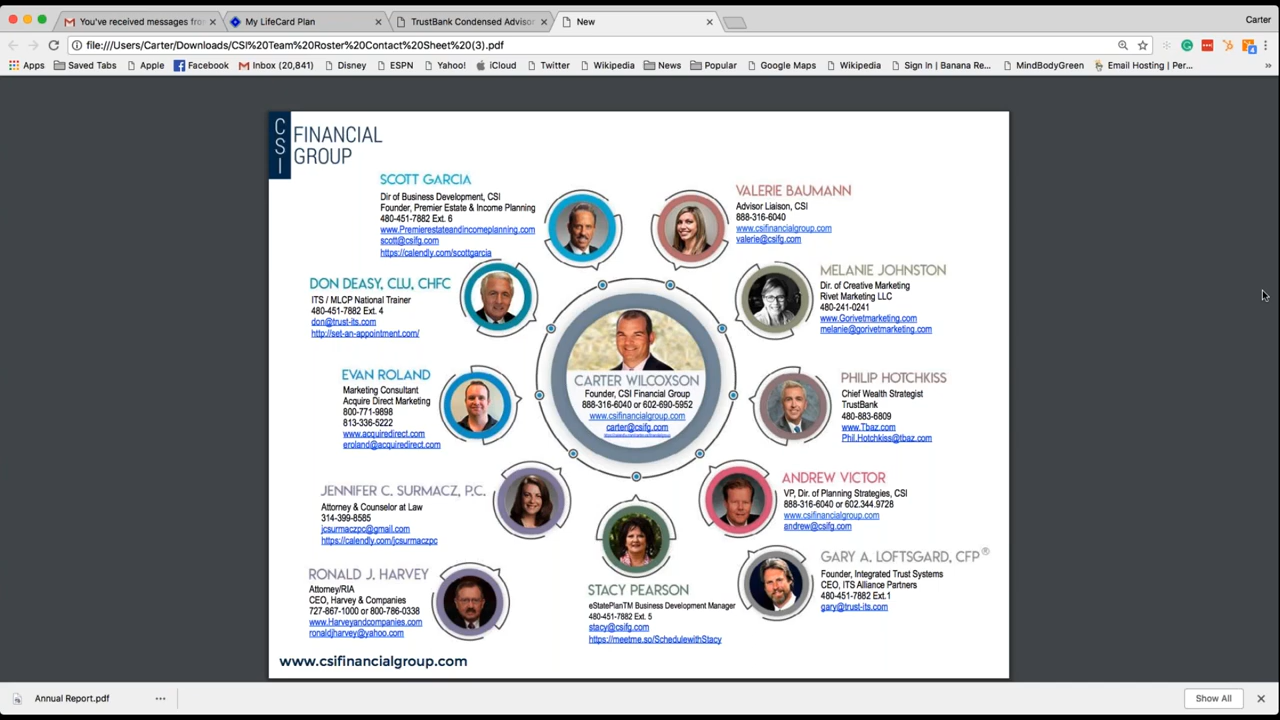 You've received messages fro
My LifeCard Plan
TrustBank Condensed Advisor
New
Carter
file:///Users/Carter/Downloads/CSI%20Team%20Roster%20Contact%20Sheet%20(3).pdf
Apps
Saved Tabs
Apple
Facebook
Inbox (20,841)
Disney
ESPN
Yahoo!
iCloud
Twitter
Wikipedia
News
Popular
Google Maps
Wikipedia
Sign In | Banana Re...
MindBodyGreen
Email Hosting | Per...
CSI
FINANCIAL
GROUP
SCOTT GARCIA
Dir of Business Development, CSI
Founder, Premier Estate & Income Planning
480-451-7882 Ext. 6
www.Premierestateandincomeplanning.com
scott@csifg.com
https://calendly.com/scottgarcia
VALERIE BAUMANN
Advisor Liaison, CSI
888-316-6040
www.csifinancialgroup.com
valerie@csifg.com
DON DEASY, CLU, CHFC
ITS / MLCP National Trainer
480-451-7882 Ext. 4
don@trust-its.com
http://set-an-appointment.com/
MELANIE JOHNSTON
Dir. of Creative Marketing
Rivet Marketing LLC
480-241-0241
www.Gorivetmarketing.com
melanie@gorivetmarketing.com
EVAN ROLAND
Marketing Consultant
Acquire Direct Marketing
800-771-9898
813-336-5222
www.acquiredirect.com
eroland@acquiredirect.com
CARTER WILCOXSON
Founder, CSI Financial Group
888-316-6040 or 602-690-5952
www.csifinancialgroup.com
carter@csifg.com
PHILIP HOTCHKISS
Chief Wealth Strategist
TrustBank
480-883-6809
www.Tbaz.com
Phil.Hotchkiss@tbaz.com
JENNIFER C. SURMACZ, P.C.
Attorney & Counselor at Law
314-399-8585
jcsurmaczpc@gmail.com
https://calendly.com/jcsurmaczpc
ANDREW VICTOR
VP, Dir. of Planning Strategies, CSI
888-316-6040 or 602.344.9728
www.csifinancialgroup.com
andrew@csifg.com
RONALD J. HARVEY
Attorney/RIA
CEO, Harvey & Companies
727-867-1000 or 800-786-0338
www.Harveyandcompanies.com
ronaldjharvey@yahoo.com
STACY PEARSON
eStatePlanTM Business Development Manager
480-451-7882 Ext. 5
stacy@csifg.com
https://meetme.so/SchedulewithStacy
GARY A. LOFTSGARD, CFP®
Founder, Integrated Trust Systems
CEO, ITS Alliance Partners
480-451-7882 Ext.1
gary@trust-its.com
www.csifinancialgroup.com
Annual Report.pdf
Show All